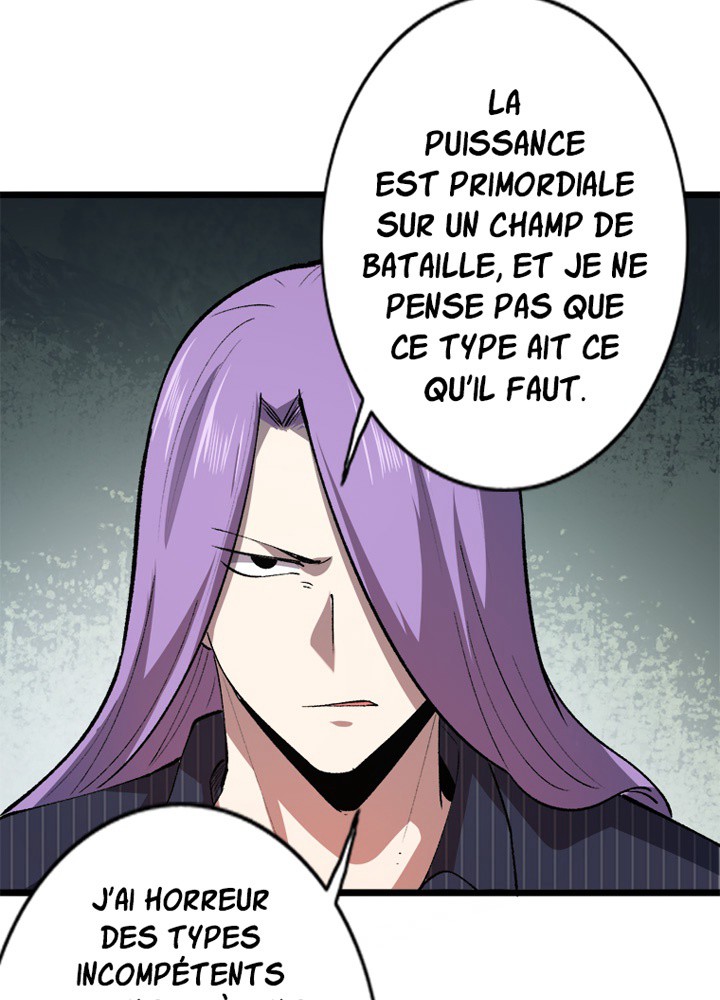 LA
PUISSANCE
EST PRIMORDIALE
SUR UN CHAMP DE
BATAILLE, ET JE NE
PENSE PAS QUE
CE TYPE AIT CE
QU'IL FAUT.
J'AI HORREUR
DES TYPES
INCOMPÉTENTS